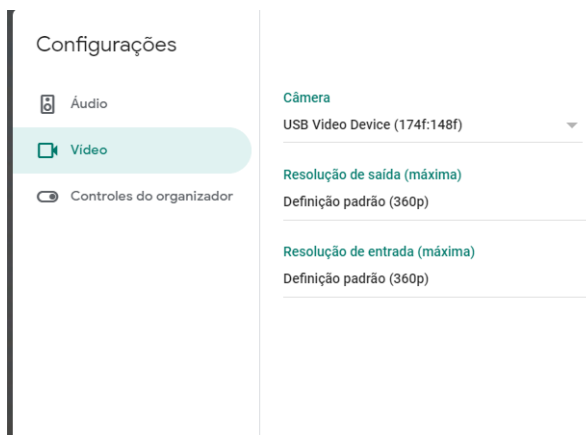 Configurações
Áudio
Vídeo
Controles do organizador
Câmera
USB Video Device (174f:148f)
Resolução de saída (máxima)
Definição padrão (360p)
Resolução de entrada (máxima)
Definição padrão (360p)